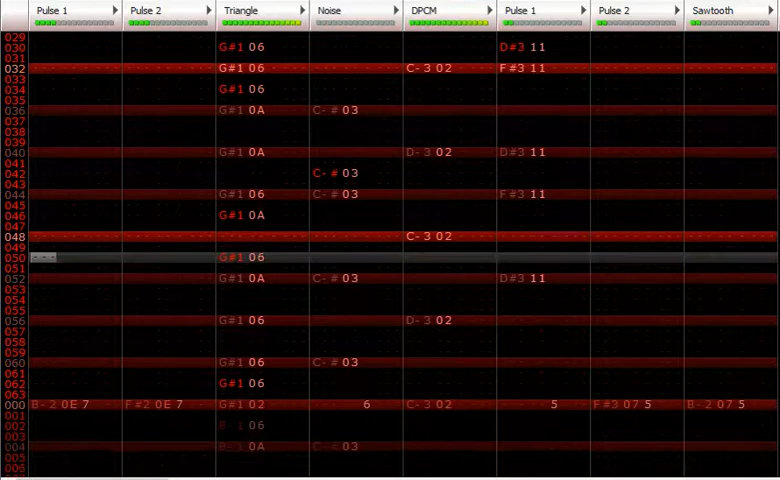 Pulse 1 Pulse 2 Triangle Noise DPCM Pulse 1 Pulse 2 Sawtooth
029
030 G#1 06 D#3 11
031
032 G#1 06 C-3 02 F#3 11
033
034 G#1 06
035
036 G#1 0A C-# 03
037
038
039
040 G#1 0A D-3 02 D#3 11
041
042 C-# 03
043
044 G#1 06 C-# 03 F#3 11
045
046 G#1 0A
047
048 C-3 02
049
050 --- G#1 06
051
052 G#1 0A C-# 03 D#3 11
053
054
055
056 G#1 06 D-3 02
057
058
059
060 G#1 06 C-# 03
061
062 G#1 06
063
000 B-2 0E 7 F#2 0E 7 G#1 02 6 C-3 02 5 F#3 07 5 B-2 07 5
001
002 B-1 06
003
004 B-1 0A C-# 03
005
006